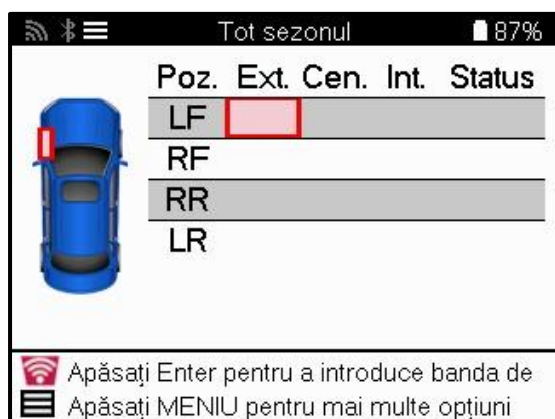 Tot sezonul 87%
Poz. Ext. Cen. Int. Status
LF
RF
RR
LR
Apăsați Enter pentru a introduce banda de
Apăsați MENIU pentru mai multe opțiuni